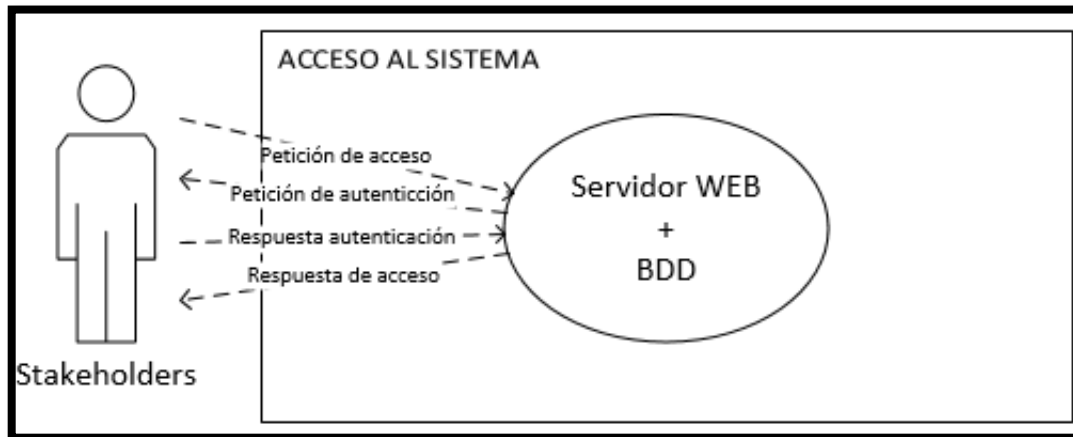 ACCESO AL SISTEMA
Petición de acceso
Petición de autenticción
Respuesta autenticación
Respuesta de acceso
Servidor WEB
+
BDD
Stakeholders